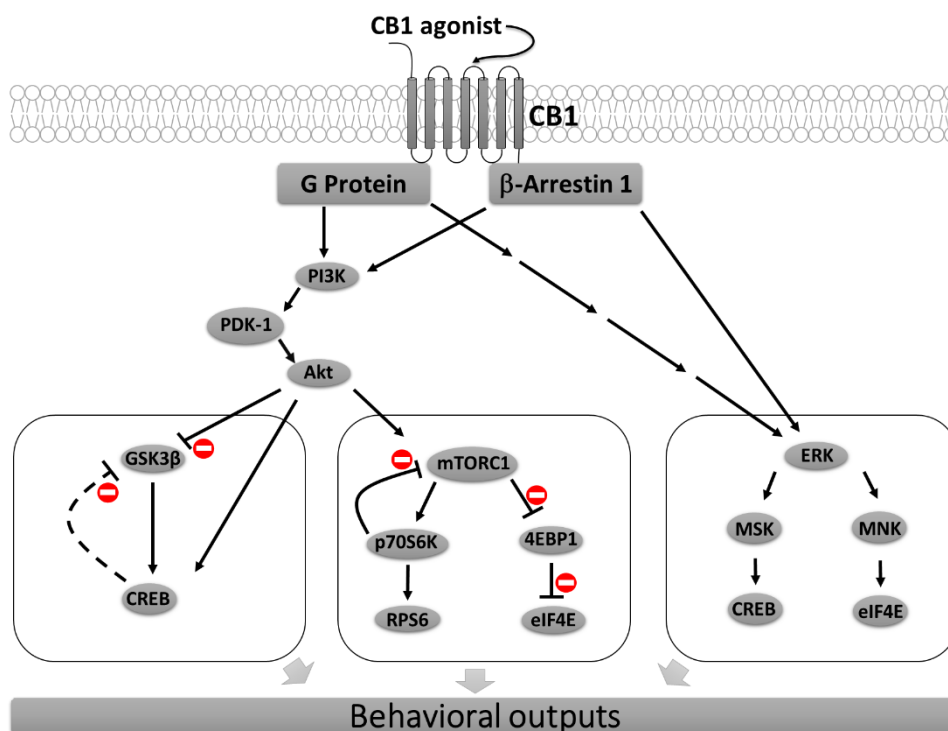 CB1 agonist
CB1
G Protein
β-Arrestin 1
PI3K
PDK-1
Akt
GSK3β
CREB
mTORC1
p70S6K
4EBP1
RPS6
eIF4E
ERK
MSK
MNK
CREB
eIF4E
Behavioral outputs